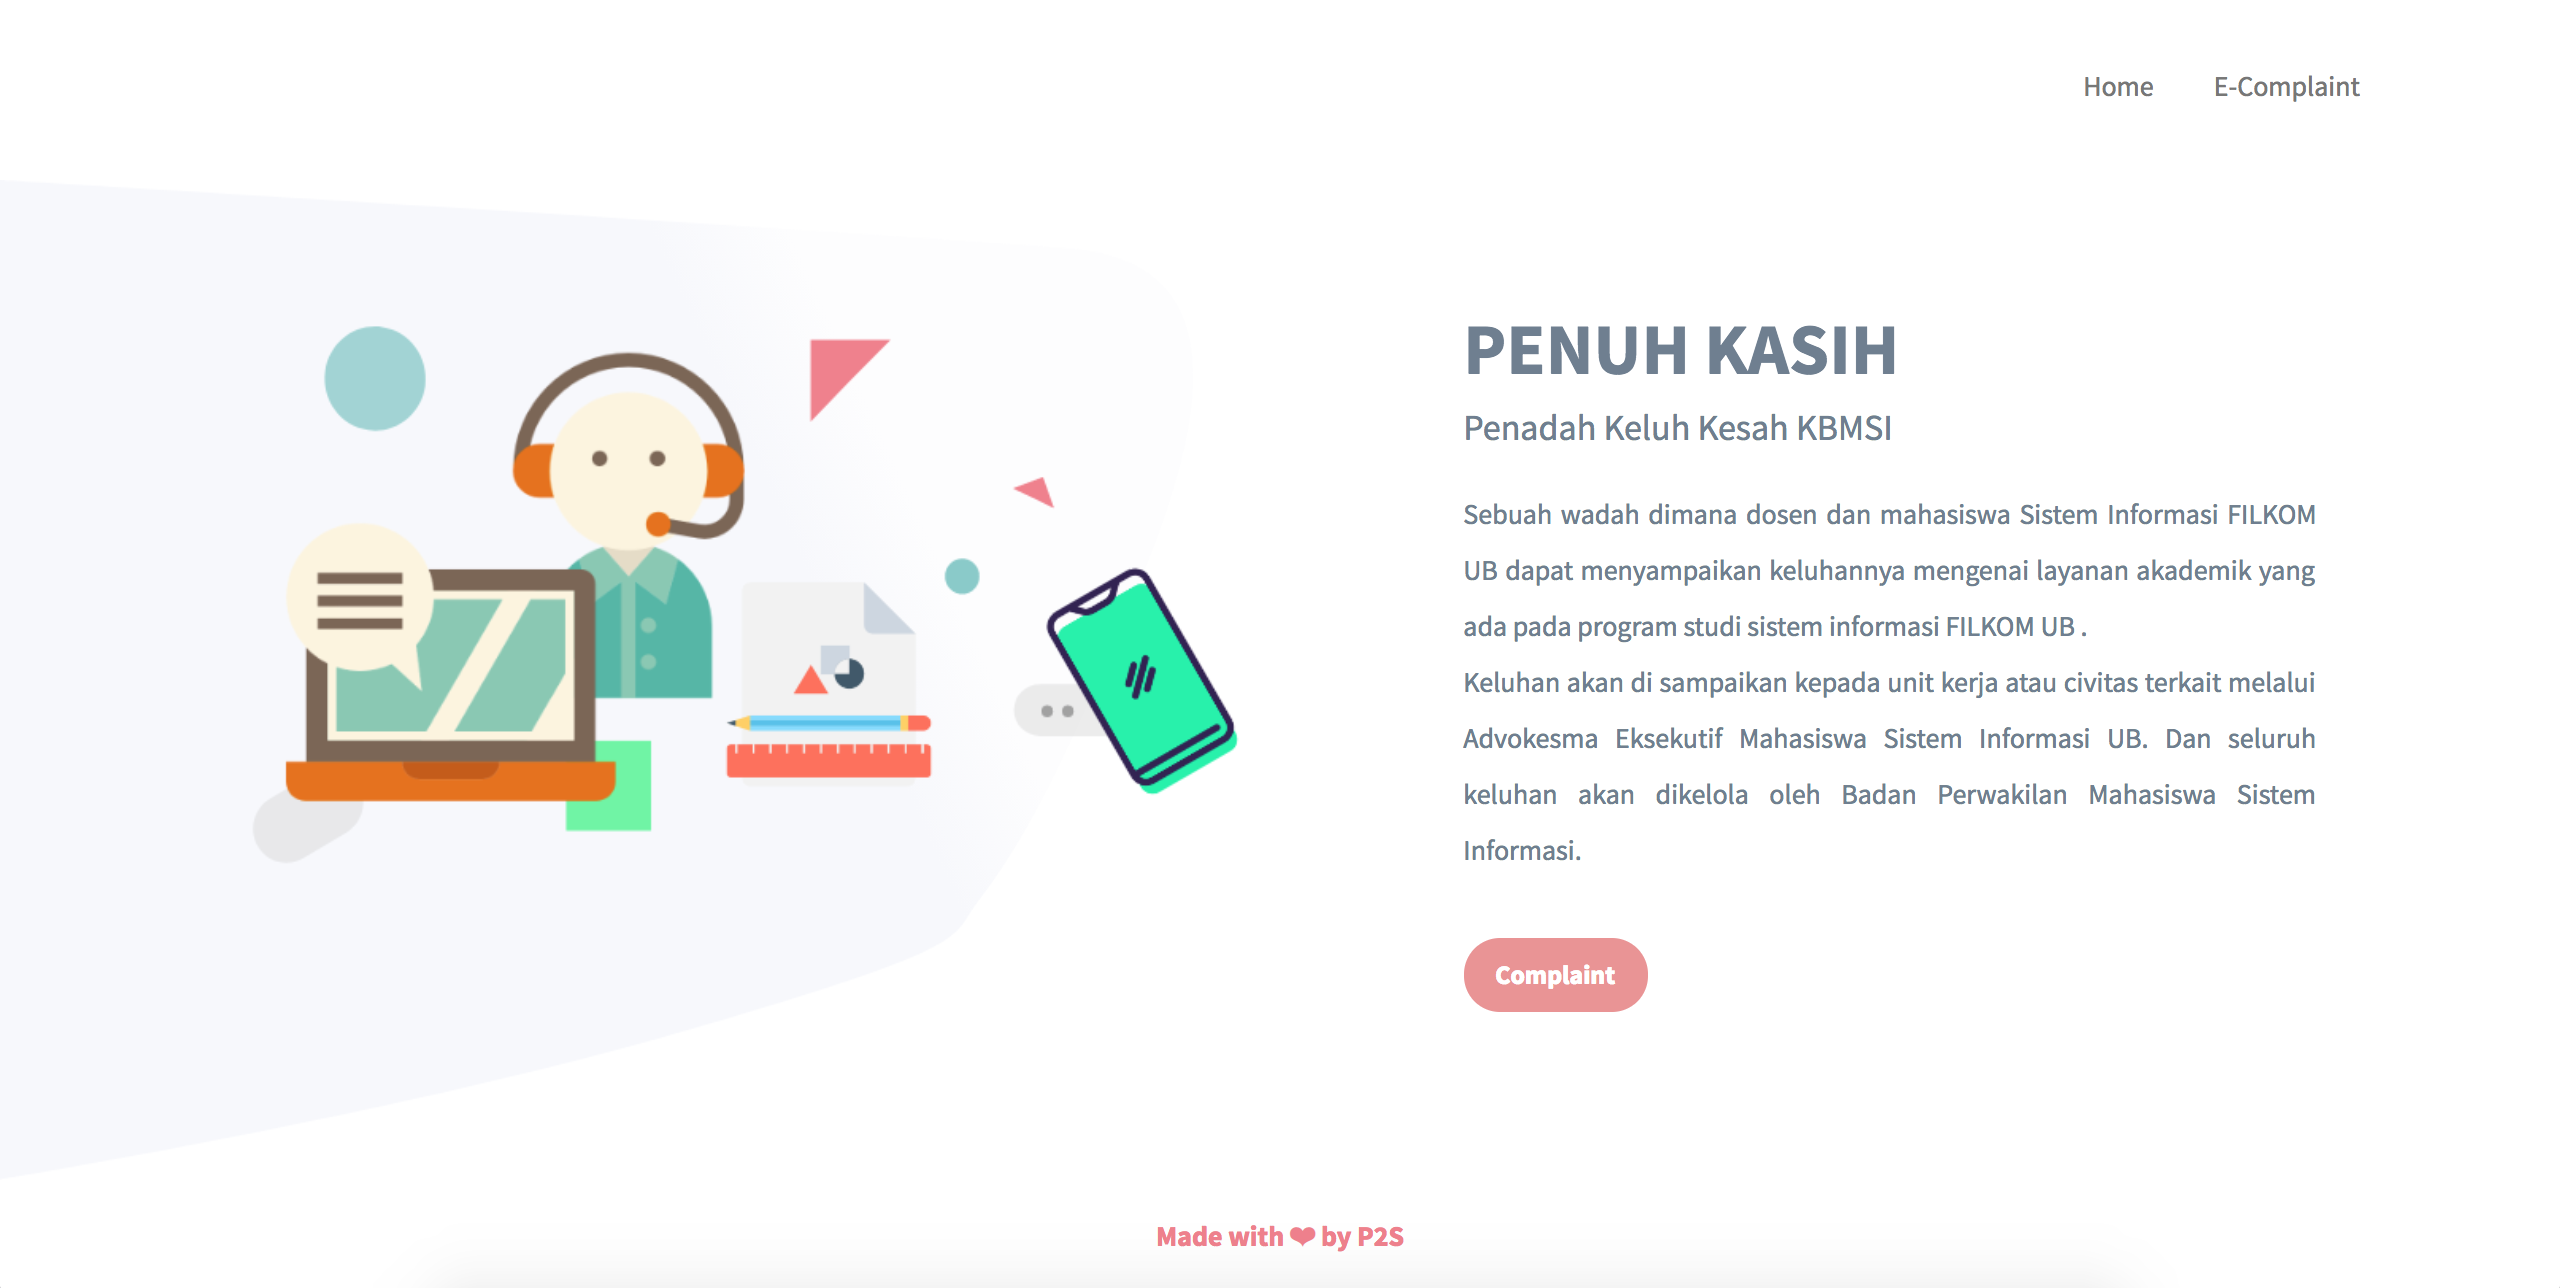 Home E-Complaint
PENUH KASIH
Penadah Keluh Kesah KBMSI
Sebuah wadah dimana dosen dan mahasiswa Sistem Informasi FILKOM
UB dapat menyampaikan keluhannya mengenai layanan akademik yang
ada pada program studi sistem informasi FILKOM UB .
Keluhan akan di sampaikan kepada unit kerja atau civitas terkait melalui
Advokesma Eksekutif Mahasiswa Sistem Informasi UB. Dan seluruh
keluhan akan dikelola oleh Badan Perwakilan Mahasiswa Sistem
Informasi.
Complaint
Made with ❤ by P2S